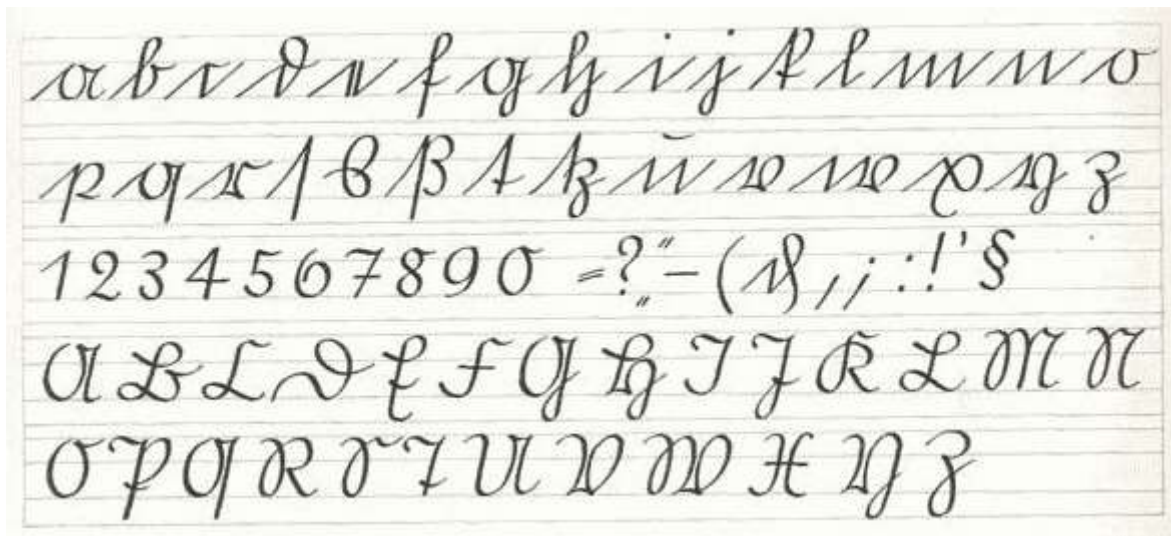 a b c d e f g h i j k l m n o
p q r ſ s ß t tz ŭ v w x y z
1 2 3 4 5 6 7 8 9 0 = ? „ “ – ( & , ; : ! ' §
A B C D E F G H I J K L M N
O P Q R S T U V W X Y Z